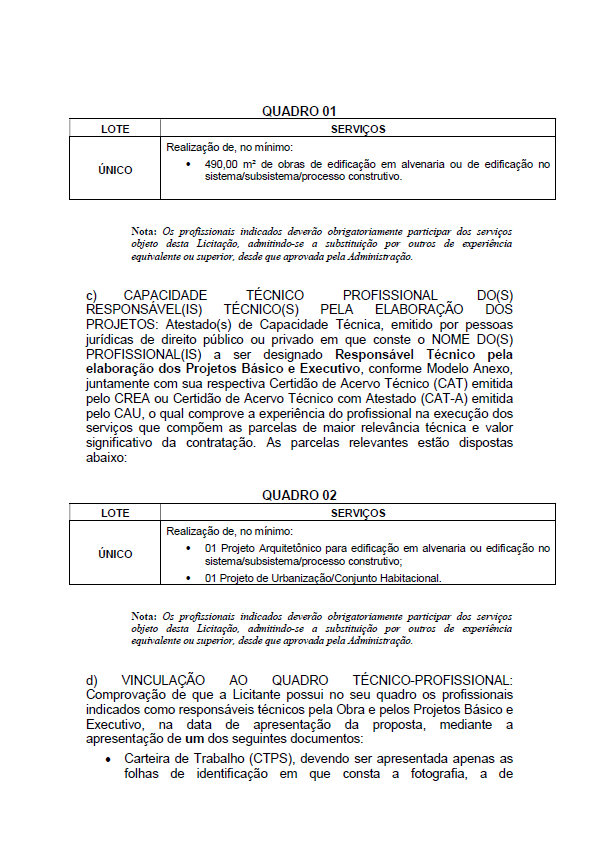 QUADRO 01
LOTE SERVIÇOS
Realização de, no mínimo:
ÚNICO
• 490,00 m² de obras de edificação em alvenaria ou de edificação no
sistema/subsistema/processo construtivo.
Nota: Os profissionais indicados deverão obrigatoriamente participar dos serviços
objeto desta Licitação, admitindo-se a substituição por outros de experiência
equivalente ou superior, desde que aprovada pela Administração.
c) CAPACIDADE TÉCNICO PROFISSIONAL DO(S)
RESPONSÁVEL(IS) TÉCNICO(S) PELA ELABORAÇÃO DOS
PROJETOS: Atestado(s) de Capacidade Técnica, emitido por pessoas
jurídicas de direito público ou privado em que conste o NOME DO(S)
PROFISSIONAL(IS) a ser designado Responsável Técnico pela
elaboração dos Projetos Básico e Executivo, conforme Modelo Anexo,
juntamente com sua respectiva Certidão de Acervo Técnico (CAT) emitida
pelo CREA ou Certidão de Acervo Técnico com Atestado (CAT-A) emitida
pelo CAU, o qual comprove a experiência do profissional na execução dos
serviços que compõem as parcelas de maior relevância técnica e valor
significativo da contratação. As parcelas relevantes estão dispostas
abaixo:
QUADRO 02
LOTE SERVIÇOS
Realização de, no mínimo:
ÚNICO
• 01 Projeto Arquitetônico para edificação em alvenaria ou edificação no
sistema/subsistema/processo construtivo;
• 01 Projeto de Urbanização/Conjunto Habitacional.
Nota: Os profissionais indicados deverão obrigatoriamente participar dos serviços
objeto desta Licitação, admitindo-se a substituição por outros de experiência
equivalente ou superior, desde que aprovada pela Administração.
d) VINCULAÇÃO AO QUADRO TÉCNICO-PROFISSIONAL:
Comprovação de que a Licitante possui no seu quadro os profissionais
indicados como responsáveis técnicos pela Obra e pelos Projetos Básico e
Executivo, na data de apresentação da proposta, mediante a
apresentação de um dos seguintes documentos:
• Carteira de Trabalho (CTPS), devendo ser apresentada apenas as
folhas de identificação em que consta a fotografia, a de